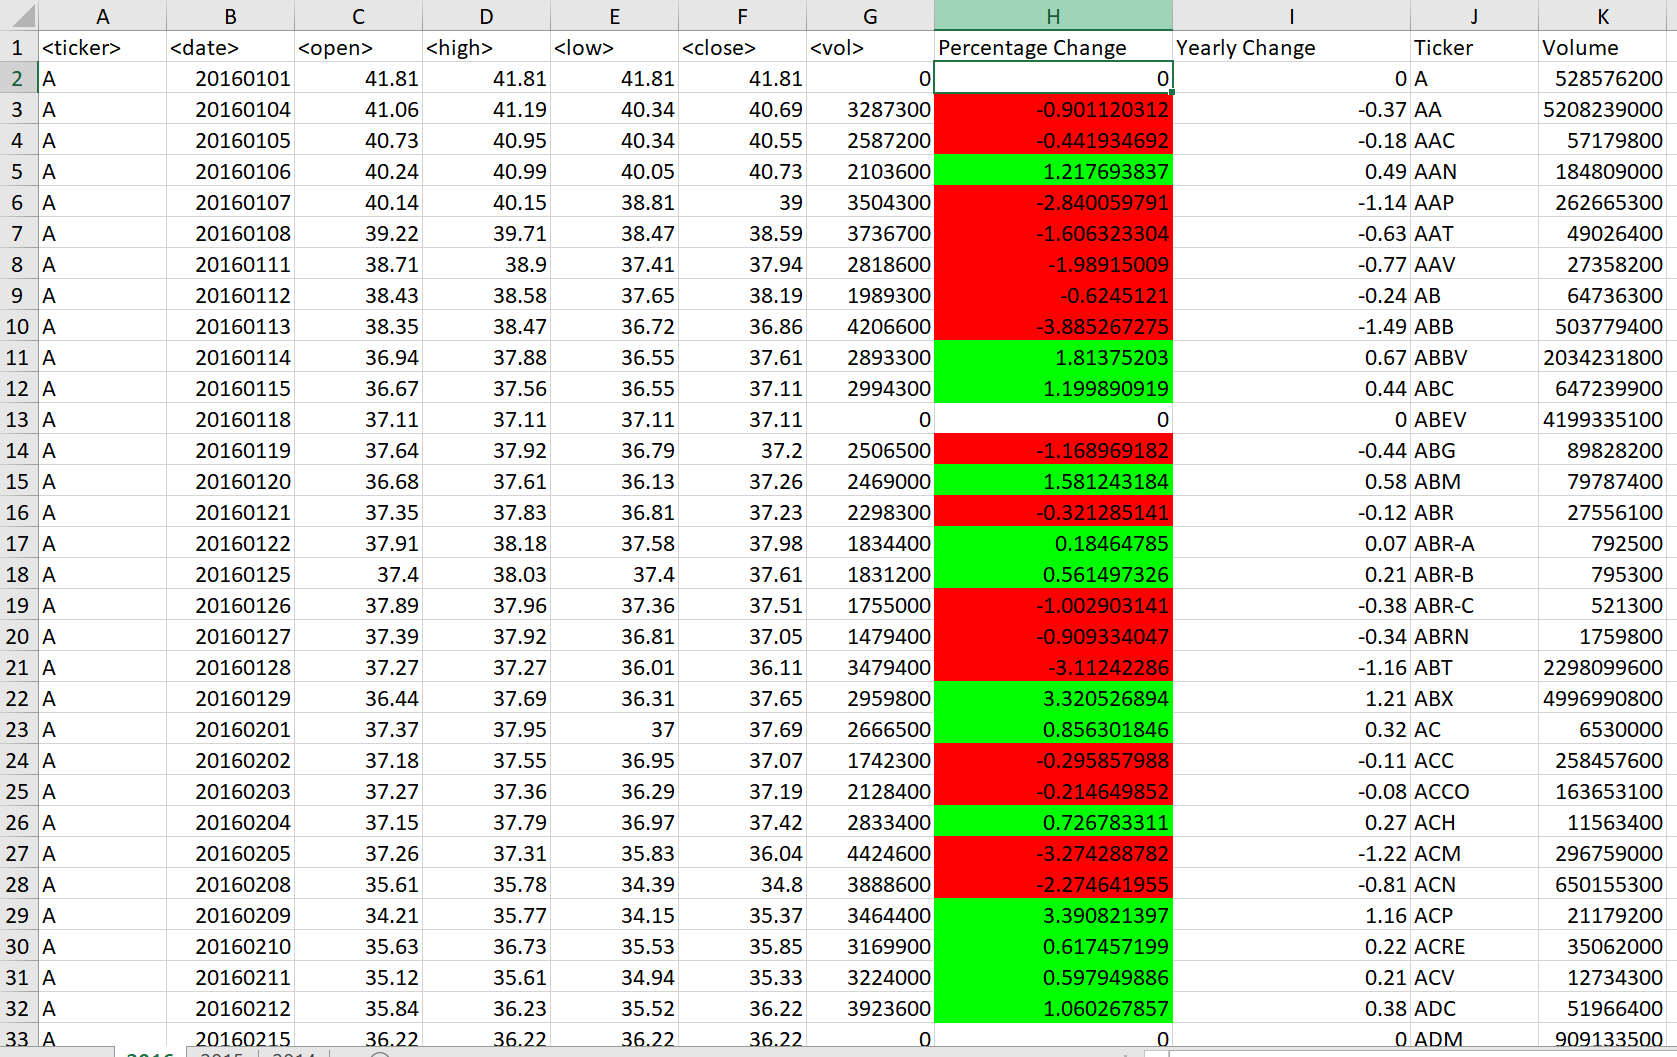 A B C D E F G H I J K
1 <ticker> <date> <open> <high> <low> <close> <vol> Percentage Change Yearly Change Ticker Volume
2 A 20160101 41.81 41.81 41.81 41.81 0 0 0 A 528576200
3 A 20160104 41.06 41.19 40.34 40.69 3287300 -0.901120312 -0.37 AA 5208239000
4 A 20160105 40.73 40.95 40.34 40.55 2587200 -0.441934692 -0.18 AAC 57179800
5 A 20160106 40.24 40.99 40.05 40.73 2103600 1.217693837 0.49 AAN 184809000
6 A 20160107 40.14 40.15 38.81 39 3504300 -2.840059791 -1.14 AAP 262665300
7 A 20160108 39.22 39.71 38.47 38.59 3736700 -1.606323304 -0.63 AAT 49026400
8 A 20160111 38.71 38.9 37.41 37.94 2818600 -1.98915009 -0.77 AAV 27358200
9 A 20160112 38.43 38.58 37.65 38.19 1989300 -0.6245121 -0.24 AB 64736300
10 A 20160113 38.35 38.47 36.72 36.86 4206600 -3.885267275 -1.49 ABB 503779400
11 A 20160114 36.94 37.88 36.55 37.61 2893300 1.81375203 0.67 ABBV 2034231800
12 A 20160115 36.67 37.56 36.55 37.11 2994300 1.199890919 0.44 ABC 647239900
13 A 20160118 37.11 37.11 37.11 37.11 0 0 0 ABEV 4199335100
14 A 20160119 37.64 37.92 36.79 37.2 2506500 -1.168969182 -0.44 ABG 89828200
15 A 20160120 36.68 37.61 36.13 37.26 2469000 1.581243184 0.58 ABM 79787400
16 A 20160121 37.35 37.83 36.81 37.23 2298300 -0.321285141 -0.12 ABR 27556100
17 A 20160122 37.91 38.18 37.58 37.98 1834400 0.18464785 0.07 ABR-A 792500
18 A 20160125 37.4 38.03 37.4 37.61 1831200 0.561497326 0.21 ABR-B 795300
19 A 20160126 37.89 37.96 37.36 37.51 1755000 -1.002903141 -0.38 ABR-C 521300
20 A 20160127 37.39 37.92 36.81 37.05 1479400 -0.909334047 -0.34 ABRN 1759800
21 A 20160128 37.27 37.27 36.01 36.11 3479400 -3.11242286 -1.16 ABT 2298099600
22 A 20160129 36.44 37.69 36.31 37.65 2959800 3.320526894 1.21 ABX 4996990800
23 A 20160201 37.37 37.95 37 37.69 2666500 0.856301846 0.32 AC 6530000
24 A 20160202 37.18 37.55 36.95 37.07 1742300 -0.295857988 -0.11 ACC 258457600
25 A 20160203 37.27 37.36 36.29 37.19 2128400 -0.214649852 -0.08 ACCO 163653100
26 A 20160204 37.15 37.79 36.97 37.42 2833400 0.726783311 0.27 ACH 11563400
27 A 20160205 37.26 37.31 35.83 36.04 4424600 -3.274288782 -1.22 ACM 296759000
28 A 20160208 35.61 35.78 34.39 34.8 3888600 -2.274641955 -0.81 ACN 650155300
29 A 20160209 34.21 35.77 34.15 35.37 3464400 3.390821397 1.16 ACP 21179200
30 A 20160210 35.63 36.73 35.53 35.85 3169900 0.617457199 0.22 ACRE 35062000
31 A 20160211 35.12 35.61 34.94 35.33 3224000 0.597949886 0.21 ACV 12734300
32 A 20160212 35.84 36.23 35.52 36.22 3923600 1.060267857 0.38 ADC 51966400
33 A 20160215 36.22 36.22 36.22 36.22 0 0 0 ADM 909133500
2016 2015 2014